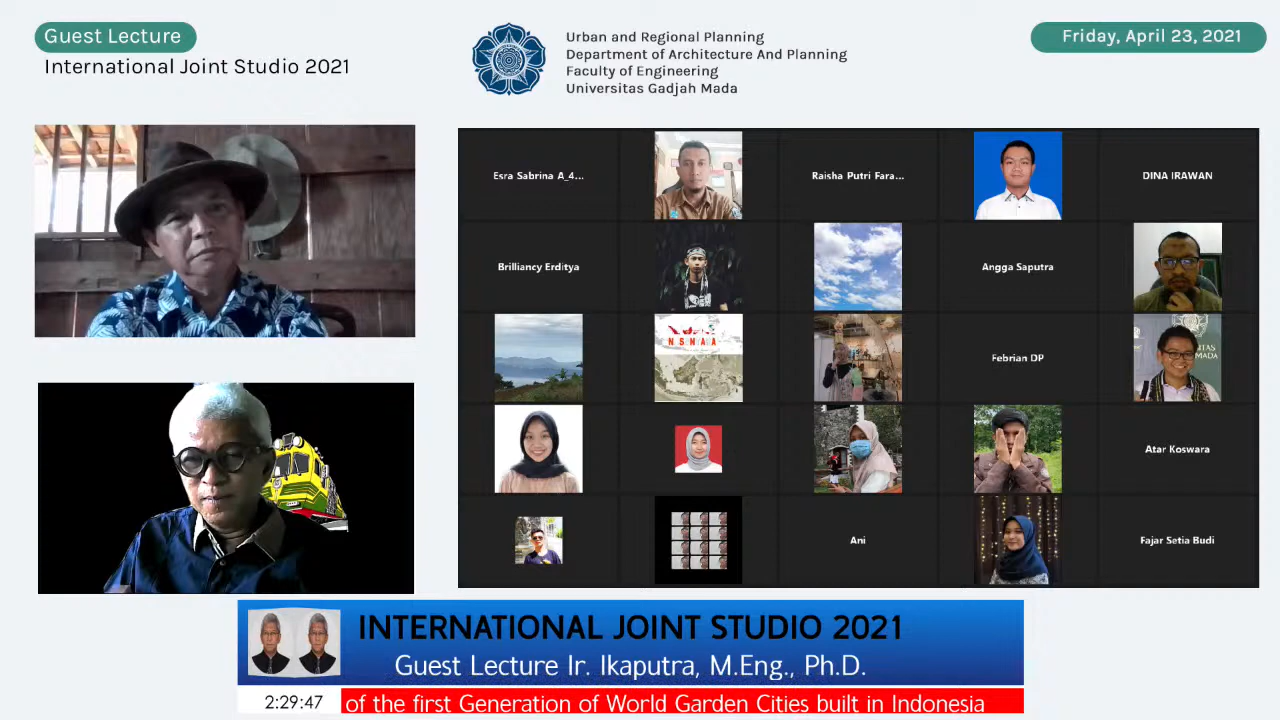 Guest Lecture
International Joint Studio 2021
Urban and Regional Planning
Department of Architecture And Planning
Faculty of Engineering
Universitas Gadjah Mada
Friday, April 23, 2021
Esra Sabrina A_4...
Raisha Putri Fara...
DINA IRAWAN
Brilliancy Erditya
Angga Saputra
Febrian DP
Atar Koswara
Ani
Fajar Setia Budi
INTERNATIONAL JOINT STUDIO 2021
Guest Lecture Ir. Ikaputra, M.Eng., Ph.D.
2:29:47
of the first Generation of World Garden Cities built in Indonesia